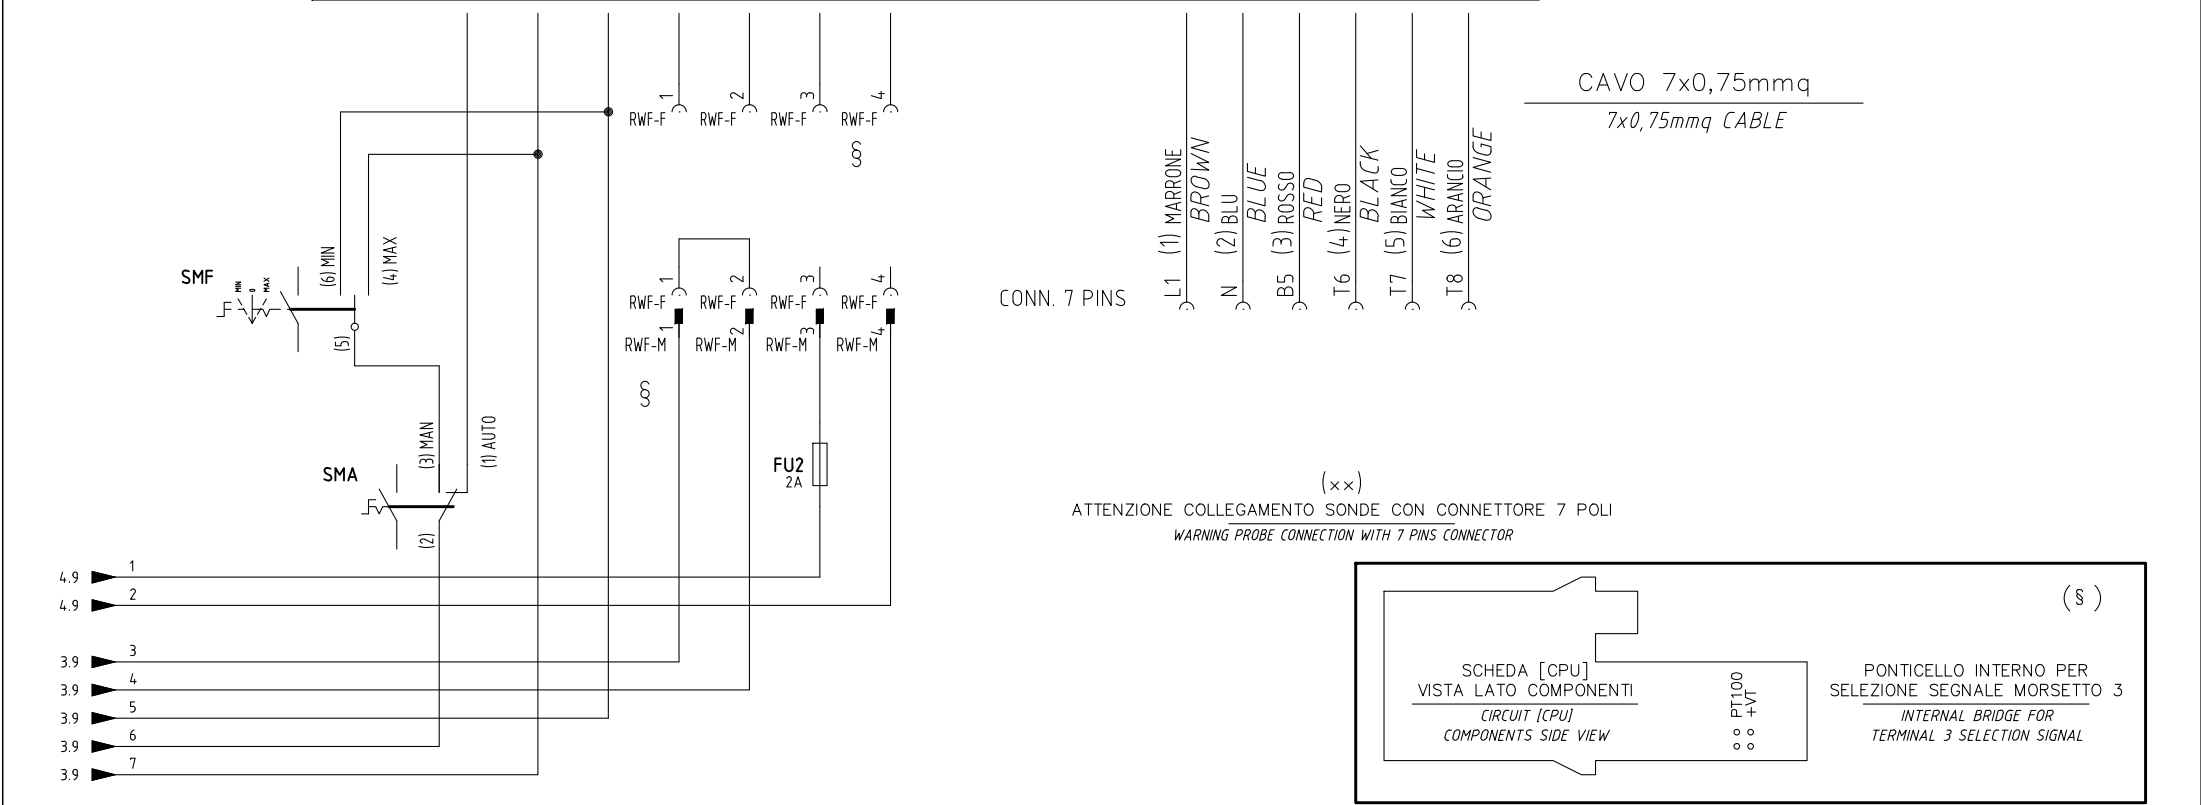 CAVO 7x0,75mmq
7x0,75mmq CABLE
1
2
3
4
RWF-F
RWF-F
RWF-F
RWF-F
§
(6) MIN
(4) MAX
SMF
MIN
0
MAX
(5)
1
2
3
4
RWF-F
RWF-F
RWF-F
RWF-F
1
2
3
4
RWF-M
RWF-M
RWF-M
RWF-M
§
CONN. 7 PINS
L1 (1) MARRONE
BROWN
N (2) BLU
BLUE
B5 (3) ROSSO
RED
T6 (4) NERO
BLACK
T7 (5) BIANCO
WHITE
T8 (6) ARANCIO
ORANGE
(3) MAN
(1) AUTO
SMA
(2)
FU2
2A
(xx)
ATTENZIONE COLLEGAMENTO SONDE CON CONNETTORE 7 POLI
WARNING PROBE CONNECTION WITH 7 PINS CONNECTOR
4.9 1
4.9 2
3.9 3
3.9 4
3.9 5
3.9 6
3.9 7
(§ )
SCHEDA [CPU]
VISTA LATO COMPONENTI
CIRCUIT [CPU]
COMPONENTS SIDE VIEW
PT100
+VT
PONTICELLO INTERNO PER
SELEZIONE SEGNALE MORSETTO 3
INTERNAL BRIDGE FOR
TERMINAL 3 SELECTION SIGNAL